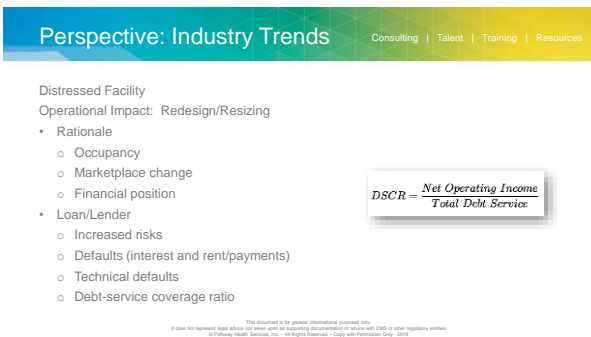 Perspective: Industry Trends
Consulting | Talent | Training | Resources
Distressed Facility
Operational Impact: Redesign/Resizing
• Rationale
o Occupancy
o Marketplace change
o Financial position
• Loan/Lender
o Increased risks
o Defaults (interest and rent/payments)
o Technical defaults
o Debt-service coverage ratio
DSCR = Net Operating Income / Total Debt Service
This document is for general informational purposes only,
It does not represent legal advice nor relied upon as supporting documentation or advice with CMS or other regulatory entities.
© Pathway Health Services, Inc. – All Rights Reserved – Copy with Permission Only - 2019